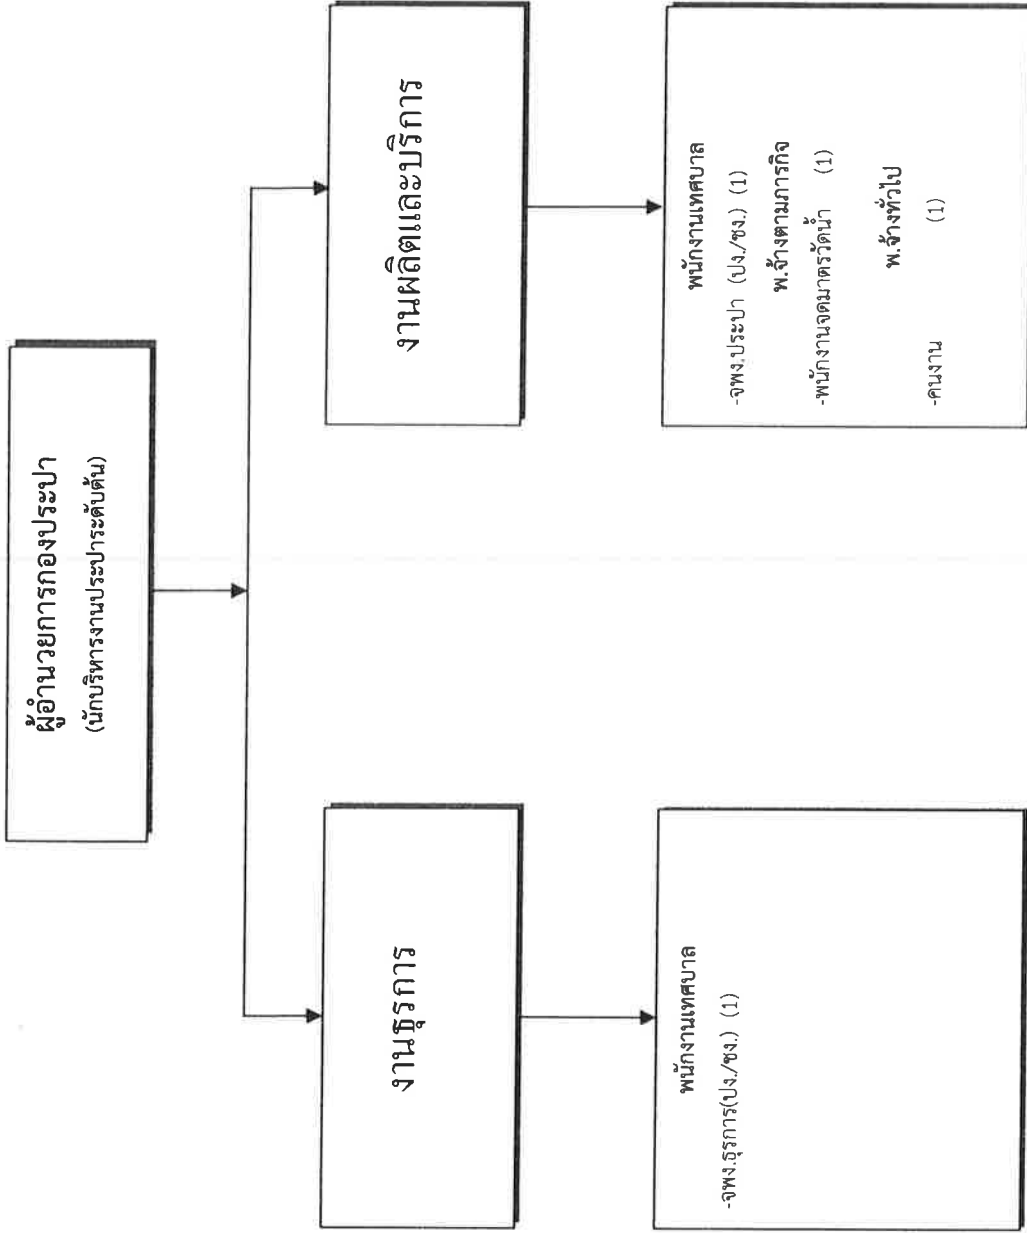 ผู้อำนวยการกองประปา
(นักบริหารงานประปาระดับต้น)
งานธุรการ
งานผลิตและบริการ
พนักงานเทศบาล
-จพง.ธุรการ(ปง./ชง.) (1)
พนักงานเทศบาล
-จพง.ประปา (ปง./ชง.) (1)
พ.จ้างตามภารกิจ
-พนักงานจดมาตรวัดน้ำ (1)
พ.จ้างทั่วไป
-คนงาน (1)